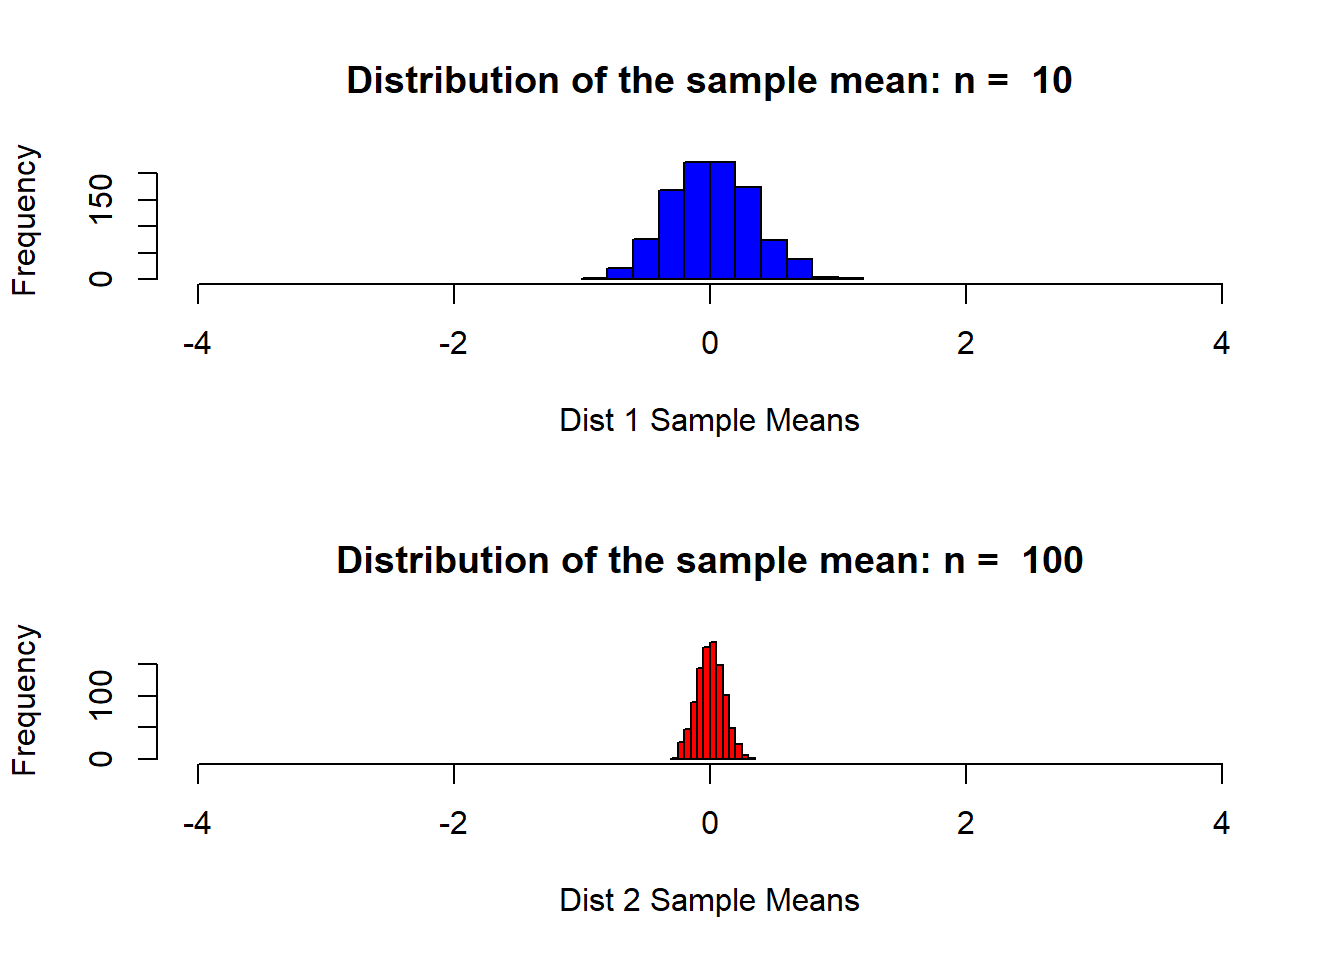 Distribution of the sample mean: n =  10
Frequency
150
0
-4 -2 0 2 4
Dist 1 Sample Means
Distribution of the sample mean: n =  100
Frequency
100
0
-4 -2 0 2 4
Dist 2 Sample Means